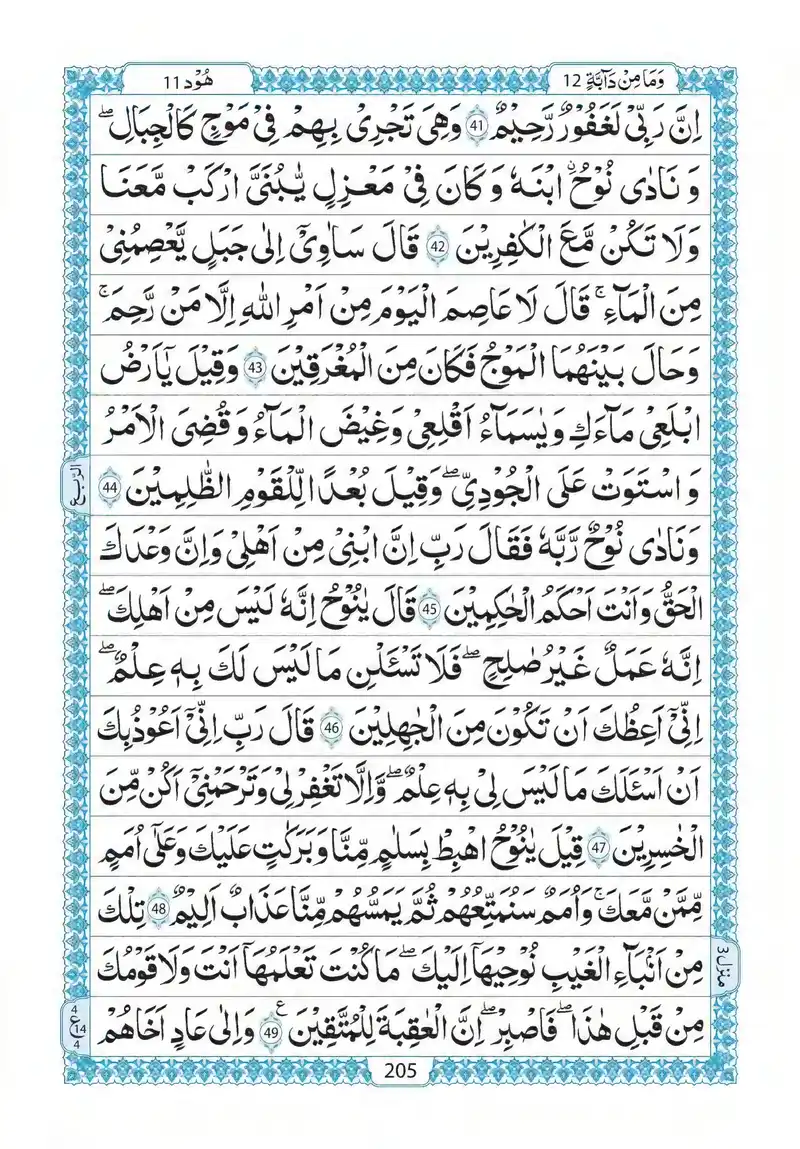 وَمَا مِنْ دَآبَّةٍ 12
هُوْد 11
اِنَّ رَبِّیْ لَغَفُوْرٌ رَّحِیْمٌ 41 وَهِیَ تَجْرِیْ بِهِمْ فِیْ مَوْجٍ كَالْجِبَالِ ۖ
وَ نَادٰی نُوْحُ ۨ ابْنَهٗ وَكَانَ فِیْ مَعْزِلٍ یّٰبُنَیَّ ارْكَبْ مَّعَنَا
وَلَا تَكُنْ مَّعَ الْكٰفِرِیْنَ 42 قَالَ سَاٰوِیْۤ اِلٰی جَبَلٍ یَّعْصِمُنِیْ
مِنَ الْمَآءِ ۚ قَالَ لَا عَاصِمَ الْیَوْمَ مِنْ اَمْرِ اللّٰهِ اِلَّا مَنْ رَّحِمَ ۚ
وَحَالَ بَیْنَهُمَا الْمَوْجُ فَكَانَ مِنَ الْمُغْرَقِیْنَ 43 وَقِیْلَ یٰۤاَرْضُ
ابْلَعِیْ مَآءَكِ وَیٰسَمَآءُ اَقْلِعِیْ وَغِیْضَ الْمَآءُ وَقُضِیَ الْاَمْرُ
وَ اسْتَوَتْ عَلَی الْجُوْدِیِّ ۖ وَقِیْلَ بُعْدًا لِّلْقَوْمِ الظّٰلِمِیْنَ 44
الرّبع
وَنَادٰی نُوْحٌ رَّبَّهٗ فَقَالَ رَبِّ اِنَّ ابْنِیْ مِنْ اَهْلِیْ وَاِنَّ وَعْدَكَ
الْحَقُّ وَاَنْتَ اَحْكَمُ الْحٰكِمِیْنَ 45 قَالَ یٰنُوْحُ اِنَّهٗ لَیْسَ مِنْ اَهْلِكَ ۖ
اِنَّهٗ عَمَلٌ غَیْرُ صٰلِحٍ ۖ فَلَا تَسْـَٔلْنِ مَا لَیْسَ لَكَ بِهٖ عِلْمٌ ۖ
اِنِّیْۤ اَعِظُكَ اَنْ تَكُوْنَ مِنَ الْجٰهِلِیْنَ 46 قَالَ رَبِّ اِنِّیْۤ اَعُوْذُ بِكَ
اَنْ اَسْـَٔلَكَ مَا لَیْسَ لِیْ بِهٖ عِلْمٌ ۖ وَّاِلَّا تَغْفِرْ لِیْ وَتَرْحَمْنِیْۤ اَكُنْ مِّنَ
الْخٰسِرِیْنَ 47 قِیْلَ یٰنُوْحُ اهْبِطْ بِسَلٰمٍ مِّنَّا وَبَرَكٰتٍ عَلَیْكَ وَعَلٰۤی اُمَمٍ
مِّمَّنْ مَّعَكَ ۚ وَاُمَمٌ سَنُمَتِّعُهُمْ ثُمَّ یَمَسُّهُمْ مِّنَّا عَذَابٌ اَلِیْمٌ 48 تِلْكَ
مِنْ اَنْۢبَآءِ الْغَیْبِ نُوْحِیْهَاۤ اِلَیْكَ ۖ مَا كُنْتَ تَعْلَمُهَاۤ اَنْتَ وَلَا قَوْمُكَ
منزل 3
مِنْ قَبْلِ هٰذَا ۖ فَاصْبِرْ ۖ اِنَّ الْعٰقِبَةَ لِلْمُتَّقِیْنَ 49 ع وَاِلٰی عَادٍ اَخَاهُمْ
4
ع 14
4
205